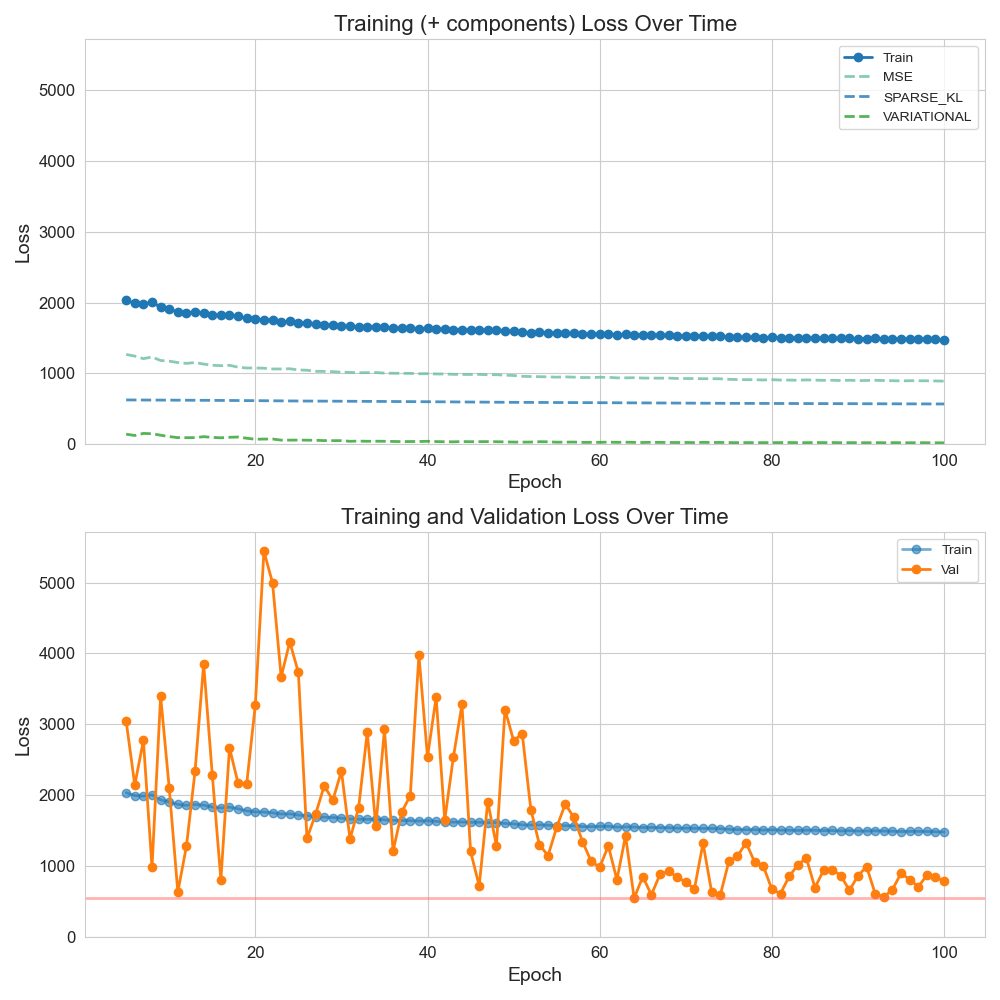 Training (+ components) Loss Over Time
Train
MSE
SPARSE_KL
VARIATIONAL
5000
4000
3000
2000
1000
0
Loss
20 40 60 80 100
Epoch
Training and Validation Loss Over Time
Train
Val
5000
4000
3000
2000
1000
0
Loss
20 40 60 80 100
Epoch